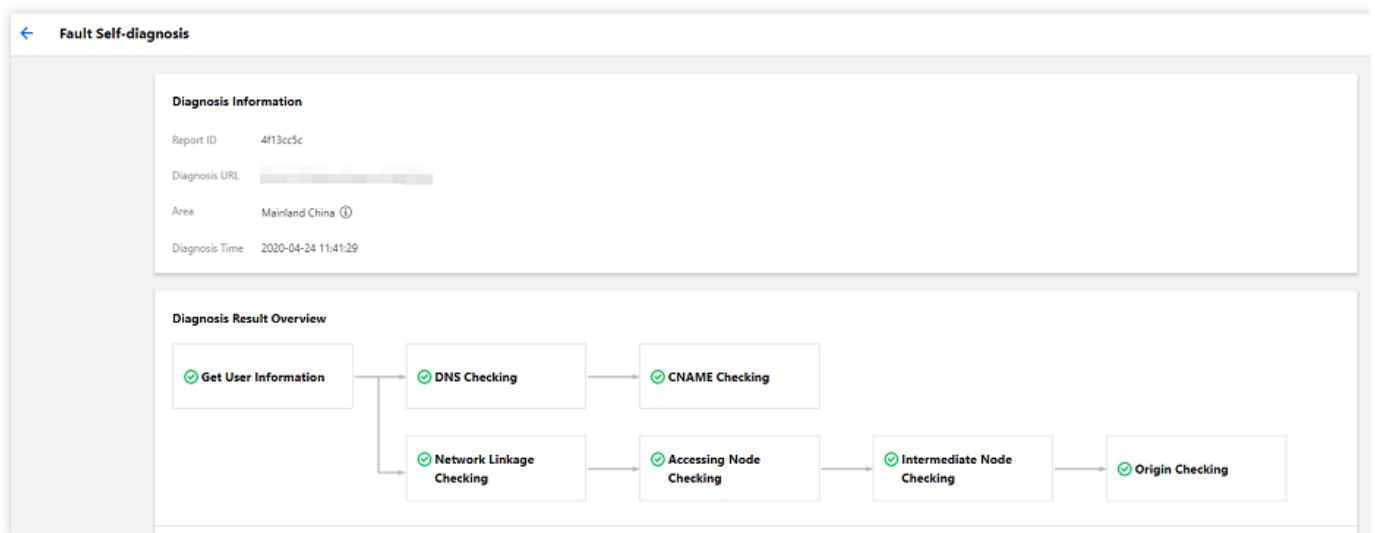 Fault Self-diagnosis
Diagnosis Information
Report ID 4f13cc5c
Diagnosis URL
Area Mainland China
Diagnosis Time 2020-04-24 11:41:29
Diagnosis Result Overview
Get User Information
DNS Checking
CNAME Checking
Network Linkage
Checking
Accessing Node
Checking
Intermediate Node
Checking
Origin Checking